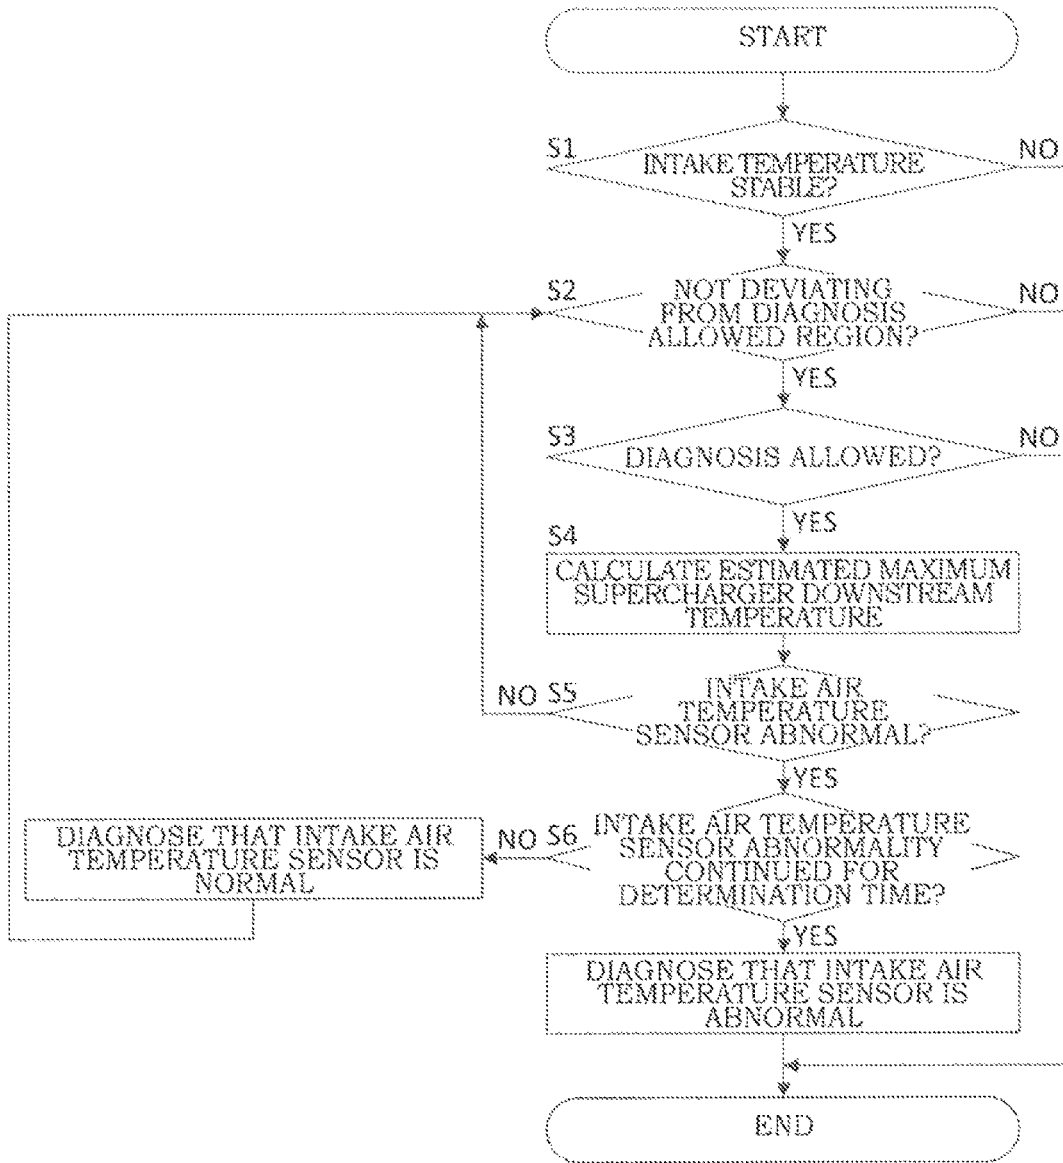 START
S1
INTAKE TEMPERATURE
STABLE?
NO
YES
S2
NOT DEVIATING
FROM DIAGNOSIS
ALLOWED REGION?
NO
YES
S3
DIAGNOSIS ALLOWED?
NO
YES
S4
CALCULATE ESTIMATED MAXIMUM
SUPERCHARGER DOWNSTREAM
TEMPERATURE
NO
S5
INTAKE AIR
TEMPERATURE
SENSOR ABNORMAL?
YES
DIAGNOSE THAT INTAKE AIR
TEMPERATURE SENSOR IS
NORMAL
NO
S6
INTAKE AIR TEMPERATURE
SENSOR ABNORMALITY
CONTINUED FOR
DETERMINATION TIME?
YES
DIAGNOSE THAT INTAKE AIR
TEMPERATURE SENSOR IS
ABNORMAL
END